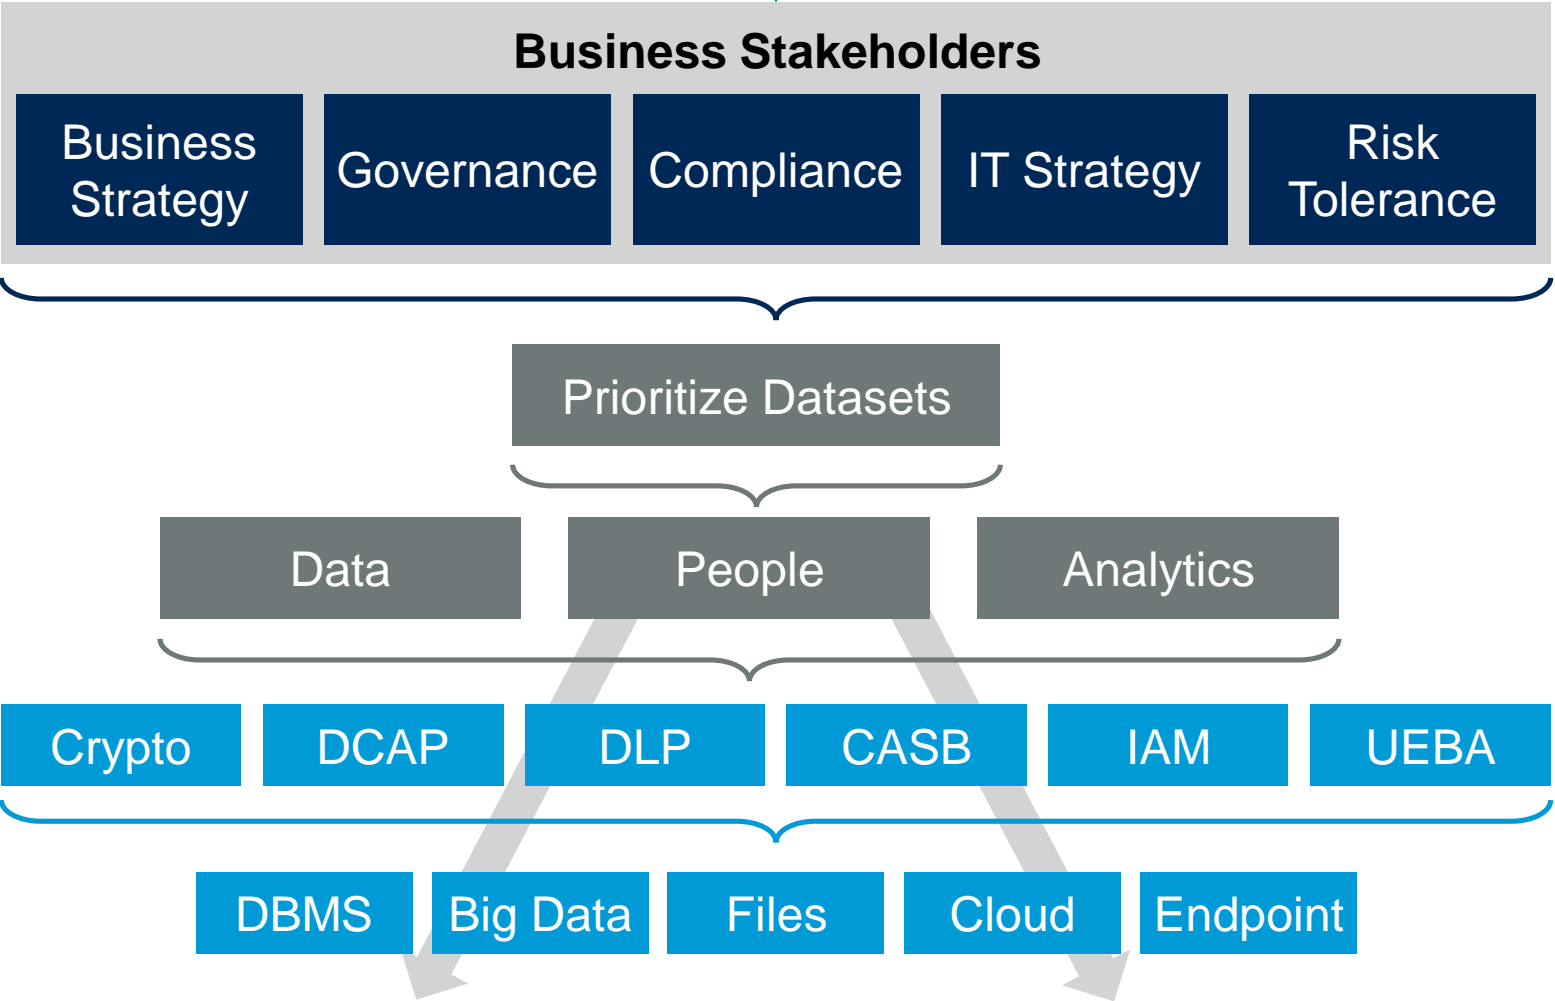 Business Stakeholders
Business
Strategy
Governance
Compliance
IT Strategy
Risk
Tolerance
Prioritize Datasets
Data
People
Analytics
Crypto
DCAP
DLP
CASB
IAM
UEBA
DBMS
Big Data
Files
Cloud
Endpoint